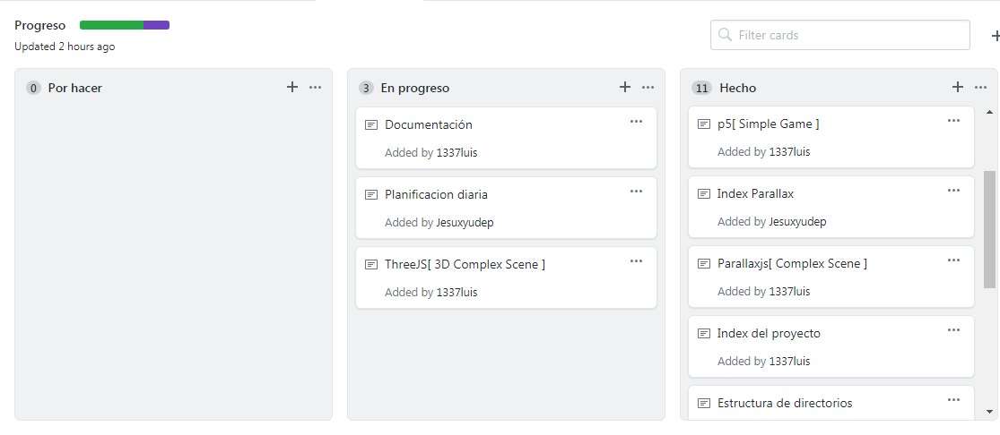 Progreso
Updated 2 hours ago
Filter cards
0 Por hacer
3 En progreso
Documentación
Added by 1337luis
Planificacion diaria
Added by Jesuxyudep
ThreeJS[ 3D Complex Scene ]
Added by 1337luis
11 Hecho
p5[ Simple Game ]
Added by 1337luis
Index Parallax
Added by Jesuxyudep
Parallaxjs[ Complex Scene ]
Added by 1337luis
Index del proyecto
Added by 1337luis
Estructura de directorios